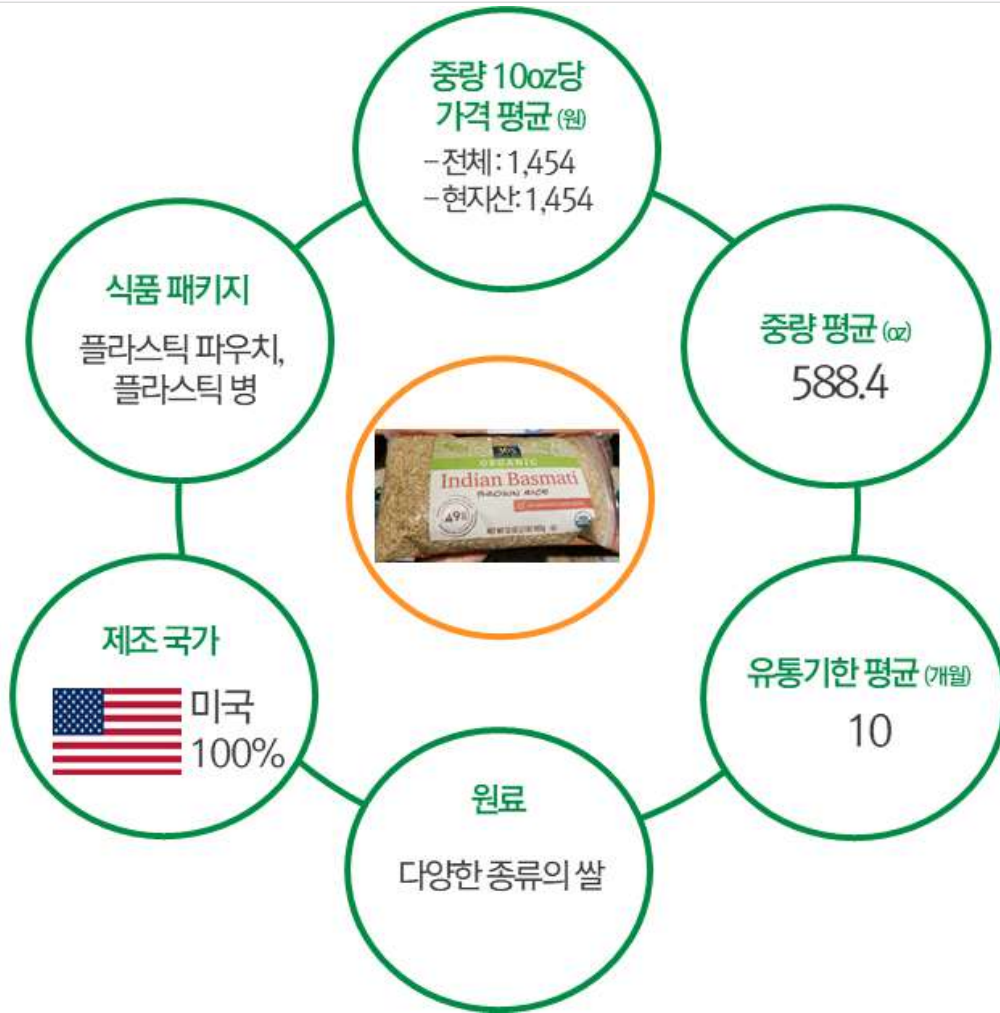 중량 10oz당
가격 평균 (원)
- 전체 : 1,454
- 현지산: 1,454
식품 패키지
플라스틱 파우치,
플라스틱 병
중량 평균 (oz)
588.4
365
ORGANIC
Indian Basmati
BROWN RICE
49¢
제조 국가
미국
100%
유통기한 평균 (개월)
10
원료
다양한 종류의 쌀